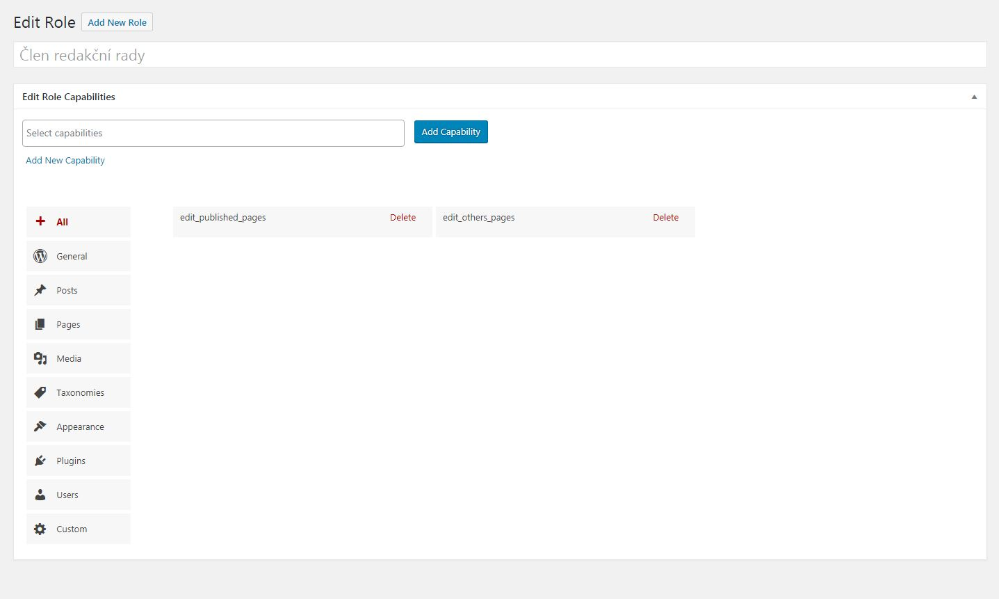 Edit Role Add New Role
Člen redakční rady
Edit Role Capabilities
Select capabilities Add Capability
Add New Capability
All
edit_published_pages Delete edit_others_pages Delete
General
Posts
Pages
Media
Taxonomies
Appearance
Plugins
Users
Custom